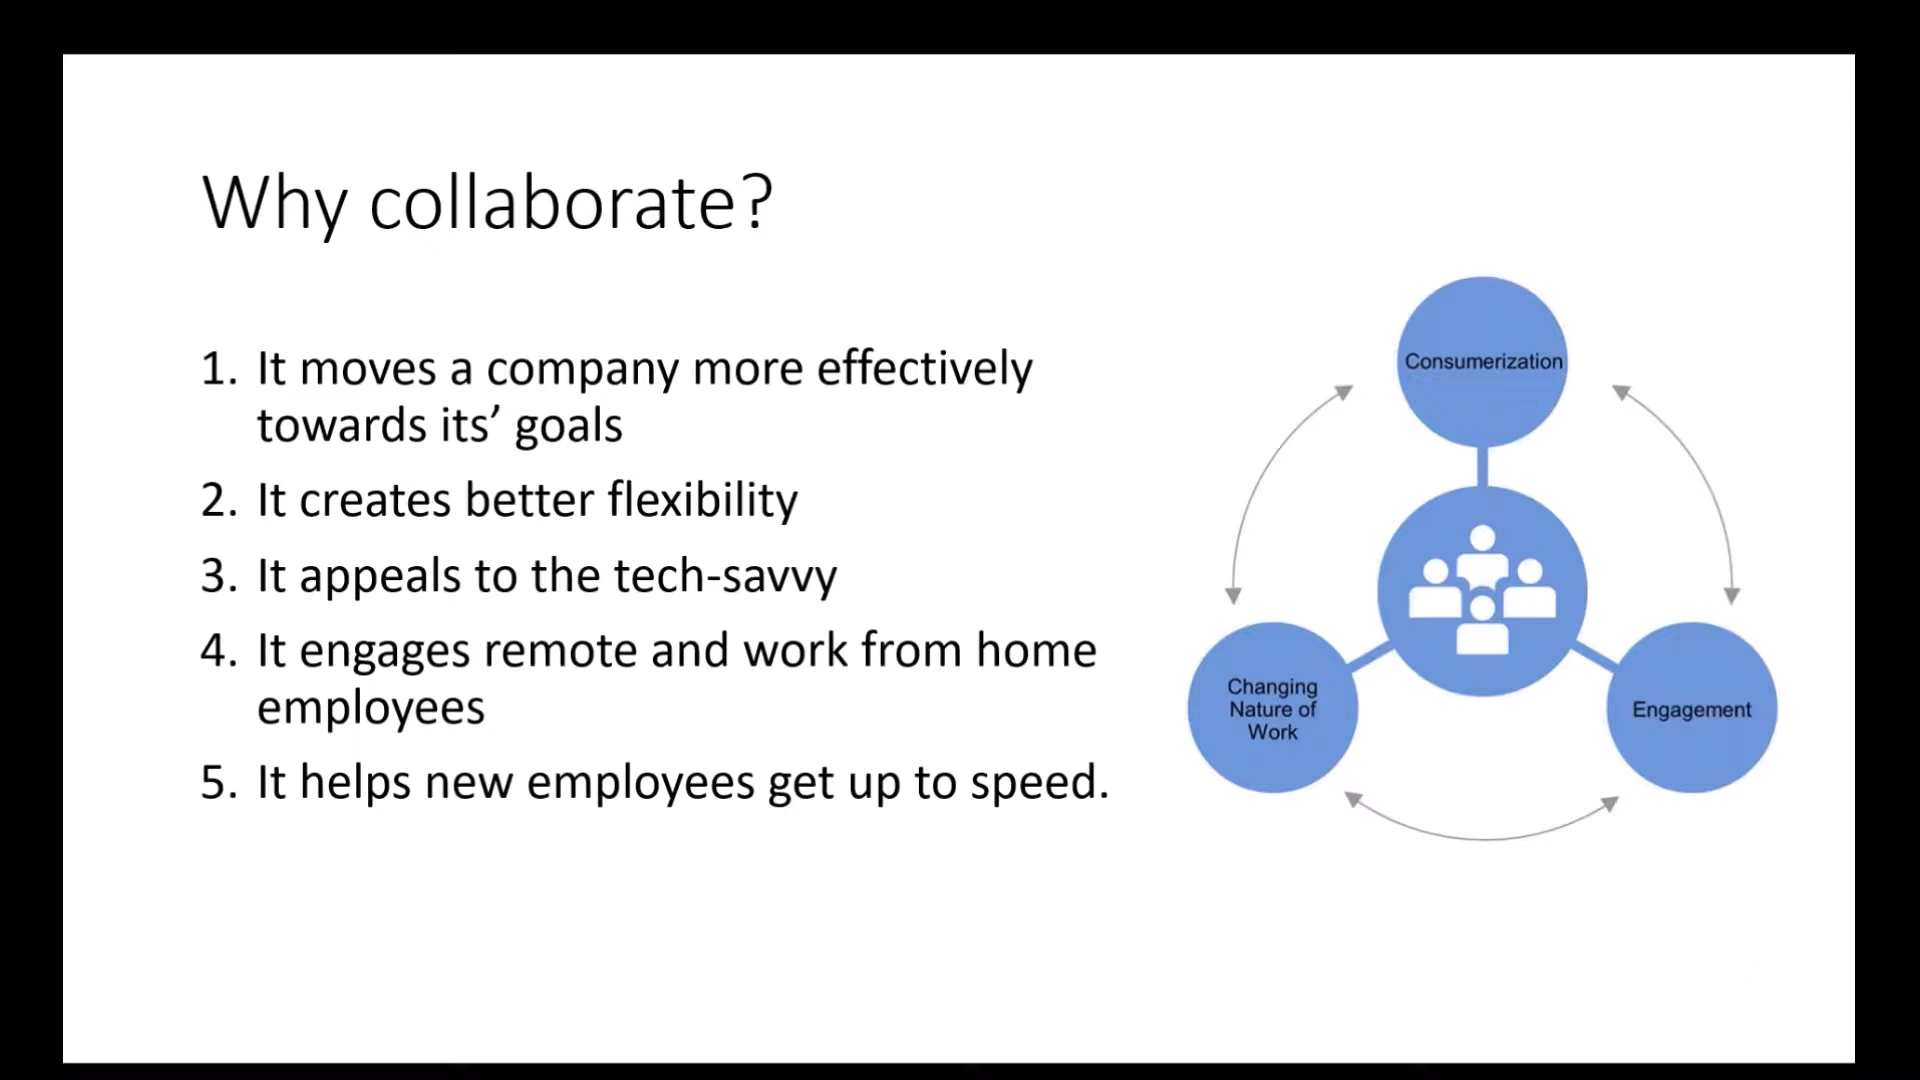 Why collaborate?
1. It moves a company more effectively
towards its’ goals
2. It creates better flexibility
3. It appeals to the tech-savvy
4. It engages remote and work from home
employees
5. It helps new employees get up to speed.
Consumerization
Changing
Nature of
Work
Engagement